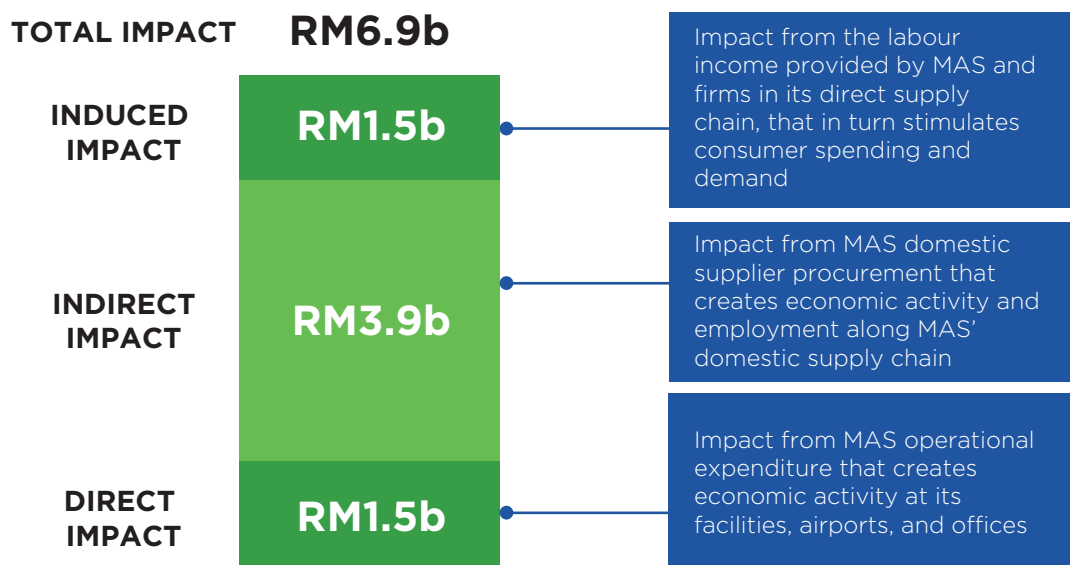 TOTAL IMPACT RM6.9b
INDUCED
IMPACT
RM1.5b
Impact from the labour
income provided by MAS and
firms in its direct supply
chain, that in turn stimulates
consumer spending and
demand
INDIRECT
IMPACT
RM3.9b
Impact from MAS domestic
supplier procurement that
creates economic activity and
employment along MAS’
domestic supply chain
DIRECT
IMPACT
RM1.5b
Impact from MAS operational
expenditure that creates
economic activity at its
facilities, airports, and offices